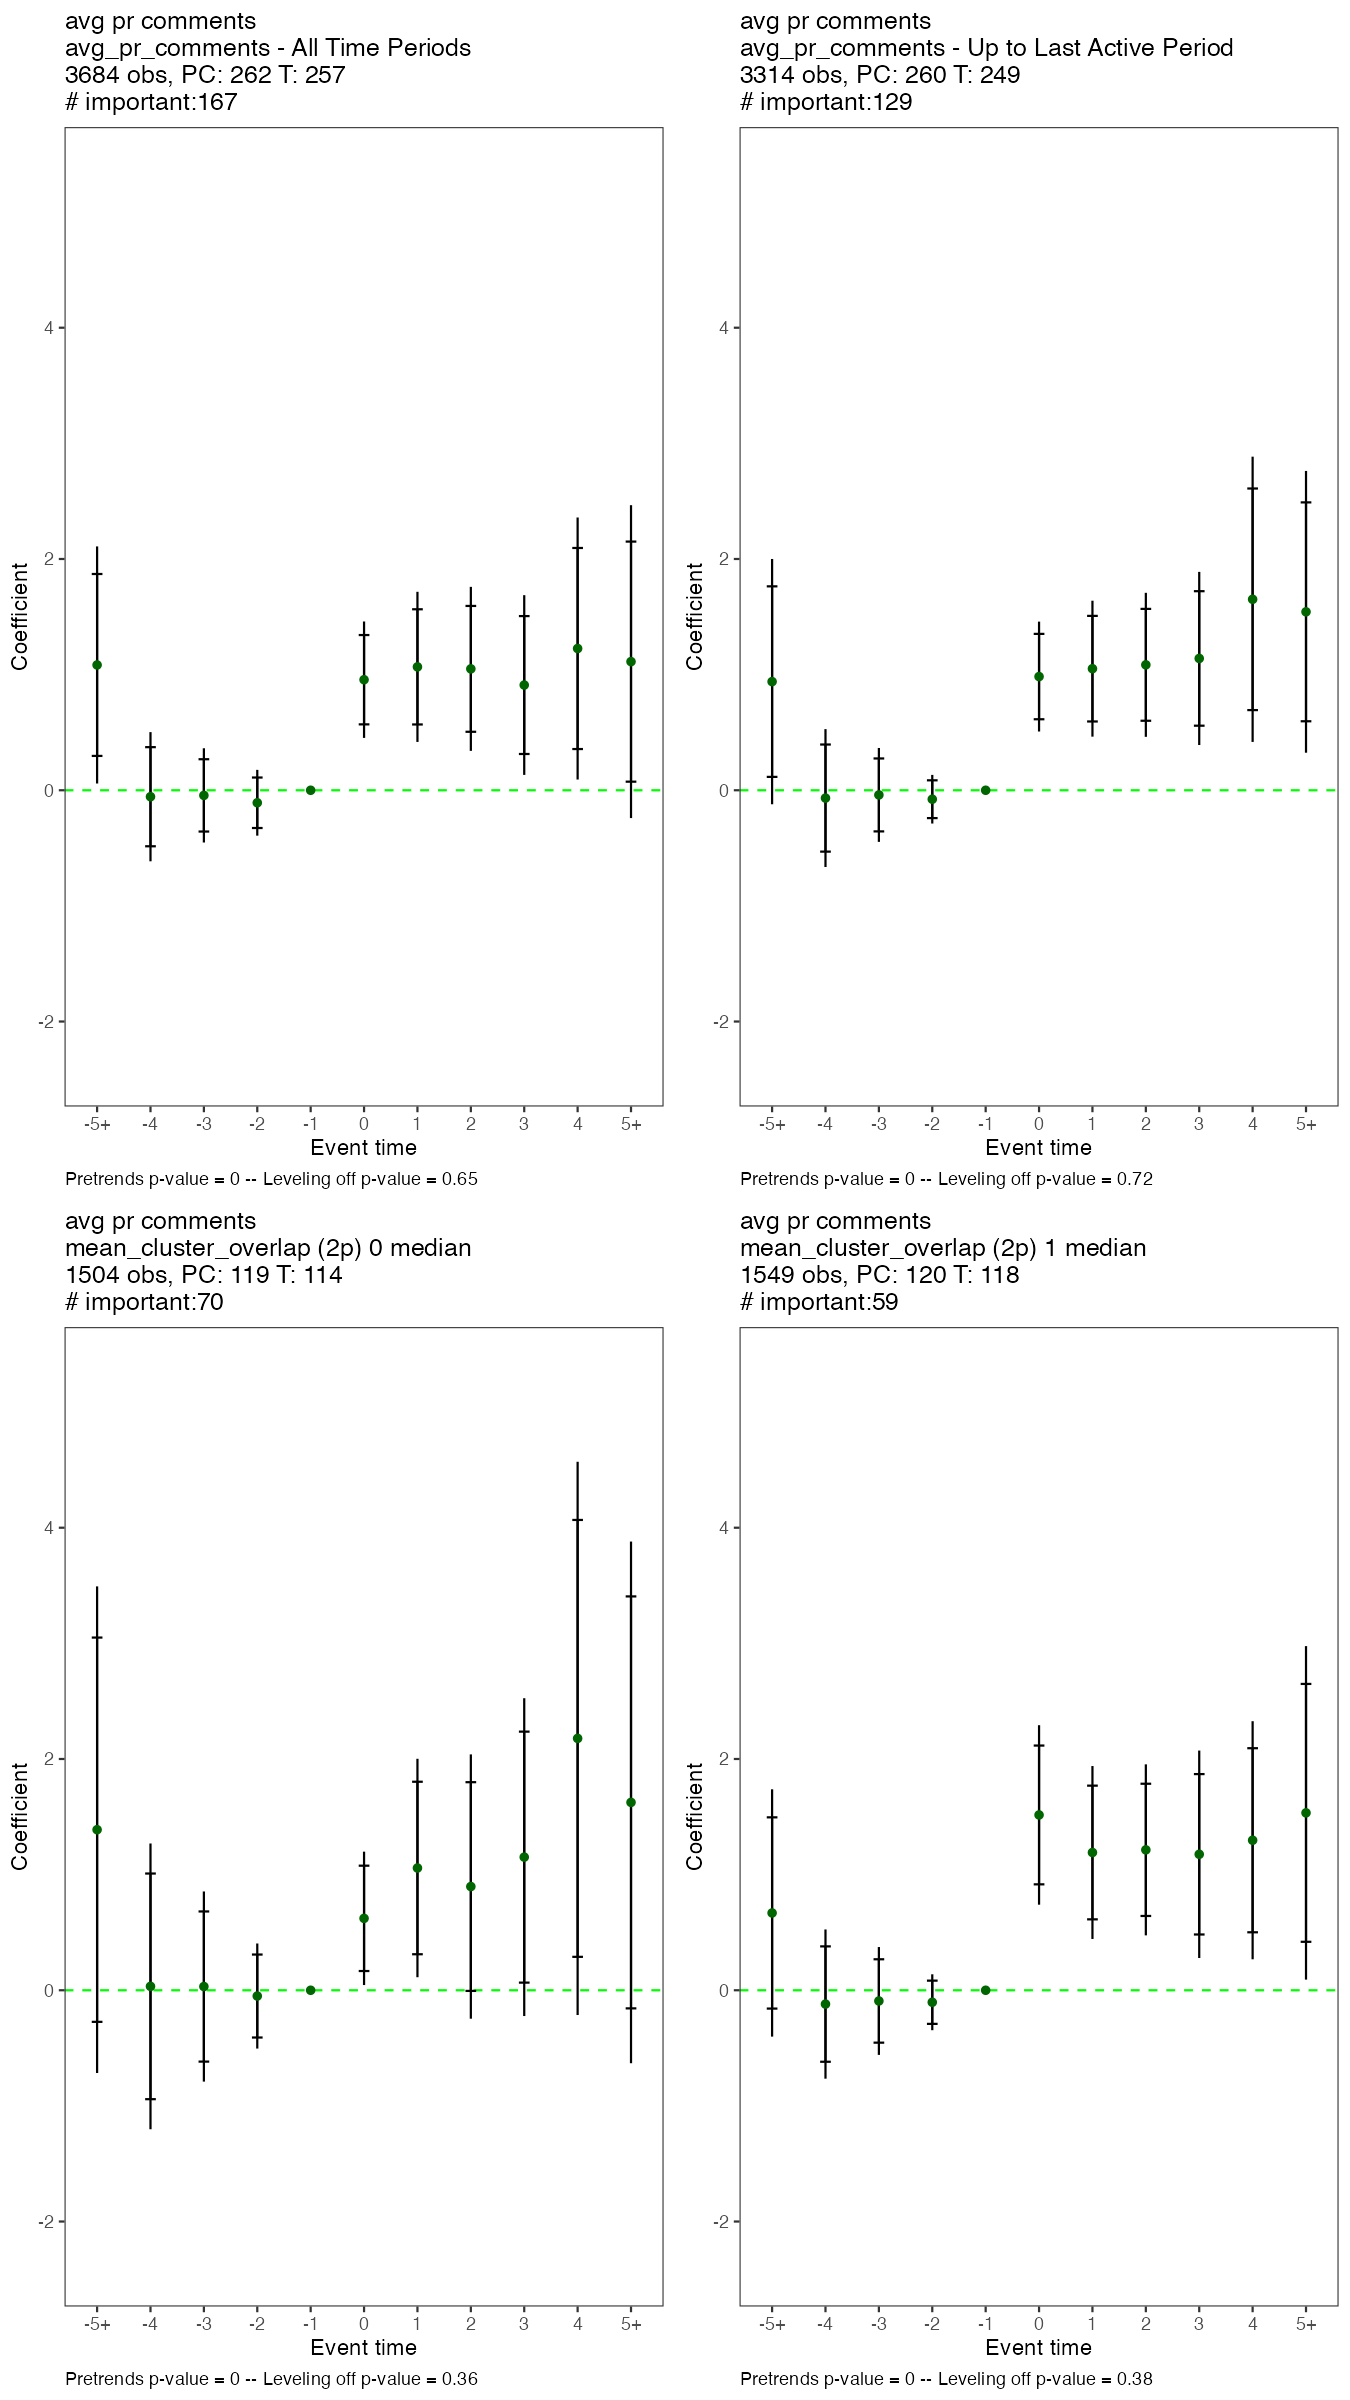 avg pr comments
avg_pr_comments - All Time Periods
3684 obs, PC: 262 T: 257
# important:167
4
2
0
-2
Coefficient
-5+ -4 -3 -2 -1 0 1 2 3 4 5+
Event time
Pretrends p-value = 0 -- Leveling off p-value = 0.65
avg pr comments
avg_pr_comments - Up to Last Active Period
3314 obs, PC: 260 T: 249
# important:129
4
2
0
-2
Coefficient
-5+ -4 -3 -2 -1 0 1 2 3 4 5+
Event time
Pretrends p-value = 0 -- Leveling off p-value = 0.72
avg pr comments
mean_cluster_overlap (2p) 0 median
1504 obs, PC: 119 T: 114
# important:70
4
2
0
-2
Coefficient
-5+ -4 -3 -2 -1 0 1 2 3 4 5+
Event time
Pretrends p-value = 0 -- Leveling off p-value = 0.36
avg pr comments
mean_cluster_overlap (2p) 1 median
1549 obs, PC: 120 T: 118
# important:59
4
2
0
-2
Coefficient
-5+ -4 -3 -2 -1 0 1 2 3 4 5+
Event time
Pretrends p-value = 0 -- Leveling off p-value = 0.38